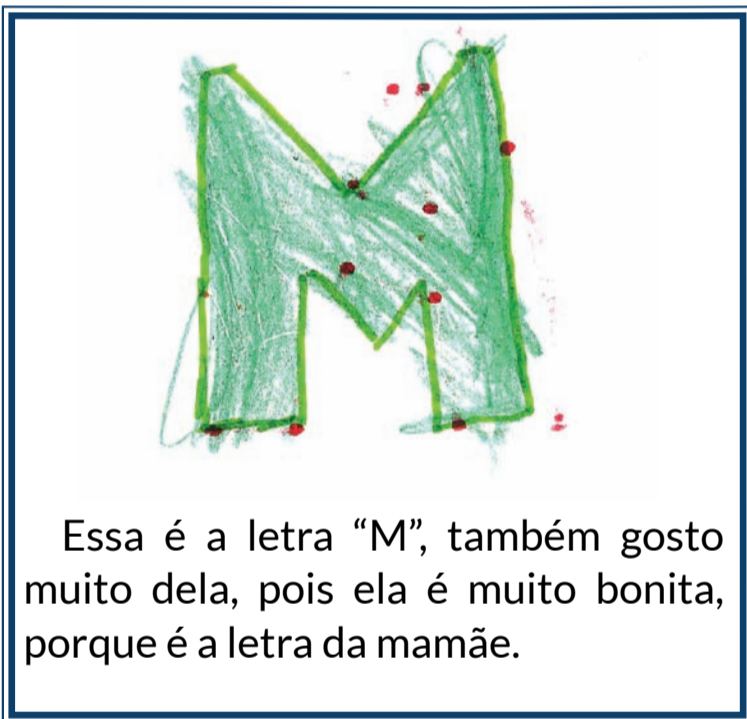 M
Essa é a letra “M”, também gosto
muito dela, pois ela é muito bonita,
porque é a letra da mamãe.